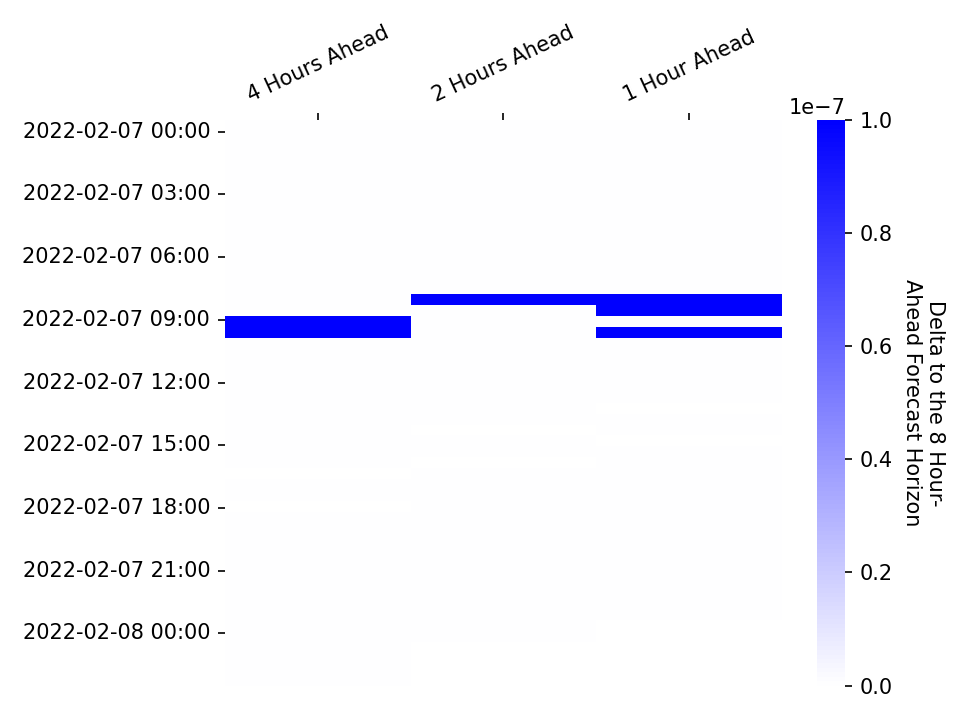 4 Hours Ahead
2 Hours Ahead
1 Hour Ahead
1e−7
2022-02-07 00:00
2022-02-07 03:00
2022-02-07 06:00
2022-02-07 09:00
2022-02-07 12:00
2022-02-07 15:00
2022-02-07 18:00
2022-02-07 21:00
2022-02-08 00:00
1.0
0.8
0.6
0.4
0.2
0.0
Delta to the 8 Hour-
Ahead Forecast Horizon